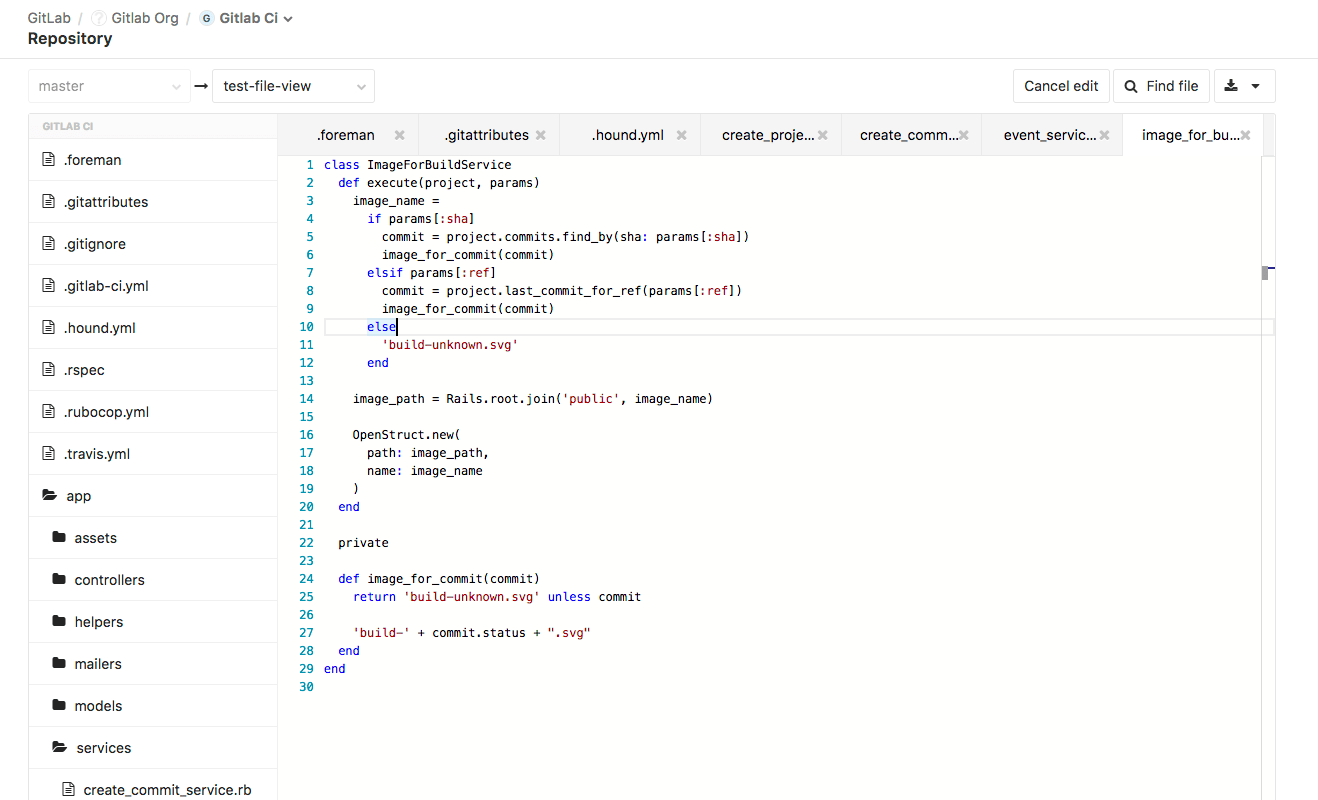 GitLab / Gitlab Org / G Gitlab Ci
Repository
master → test-file-view Cancel edit Find file
GITLAB CI
.foreman
.gitattributes
.gitignore
.gitlab-ci.yml
.hound.yml
.rspec
.rubocop.yml
.travis.yml
app
assets
controllers
helpers
mailers
models
services
create_commit_service.rb
.foreman .gitattributes .hound.yml create_proje... create_comm... event_servic... image_for_bu...
1 class ImageForBuildService
2   def execute(project, params)
3     image_name =
4       if params[:sha]
5         commit = project.commits.find_by(sha: params[:sha])
6         image_for_commit(commit)
7       elsif params[:ref]
8         commit = project.last_commit_for_ref(params[:ref])
9         image_for_commit(commit)
10       else
11         'build-unknown.svg'
12       end
13
14     image_path = Rails.root.join('public', image_name)
15
16     OpenStruct.new(
17       path: image_path,
18       name: image_name
19     )
20   end
21
22   private
23
24   def image_for_commit(commit)
25     return 'build-unknown.svg' unless commit
26
27     'build-' + commit.status + ".svg"
28   end
29 end
30